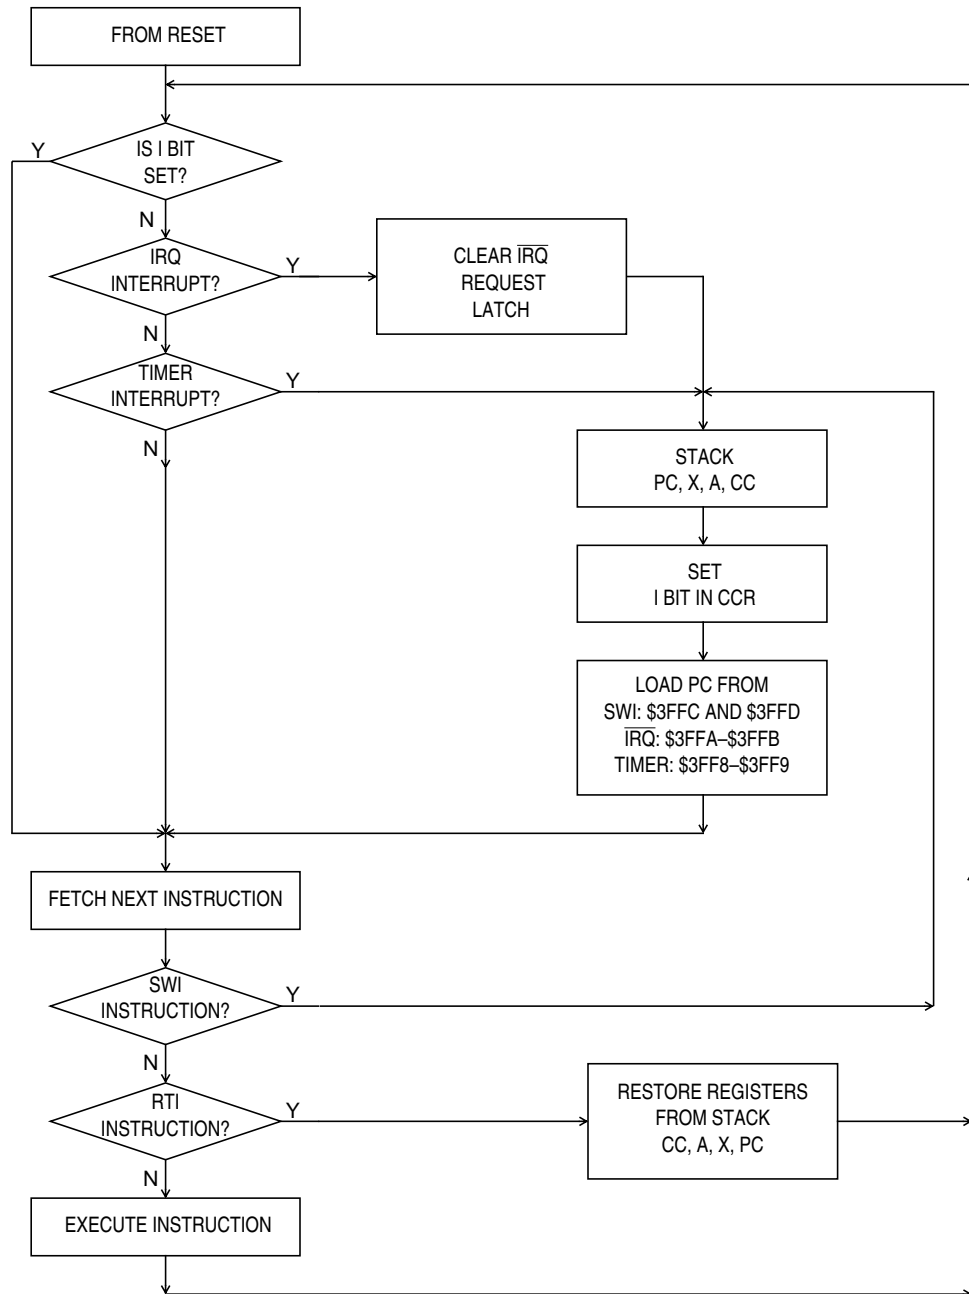 FROM RESET
Y
IS I BIT
SET?
N
IRQ
INTERRUPT?
Y
CLEAR IRQ
REQUEST
LATCH
N
TIMER
INTERRUPT?
Y
N
STACK
PC, X, A, CC
SET
I BIT IN CCR
LOAD PC FROM
SWI: $3FFC AND $3FFD
IRQ: $3FFA–$3FFB
TIMER: $3FF8–$3FF9
FETCH NEXT INSTRUCTION
SWI
INSTRUCTION?
Y
N
RTI
INSTRUCTION?
Y
RESTORE REGISTERS
FROM STACK
CC, A, X, PC
N
EXECUTE INSTRUCTION